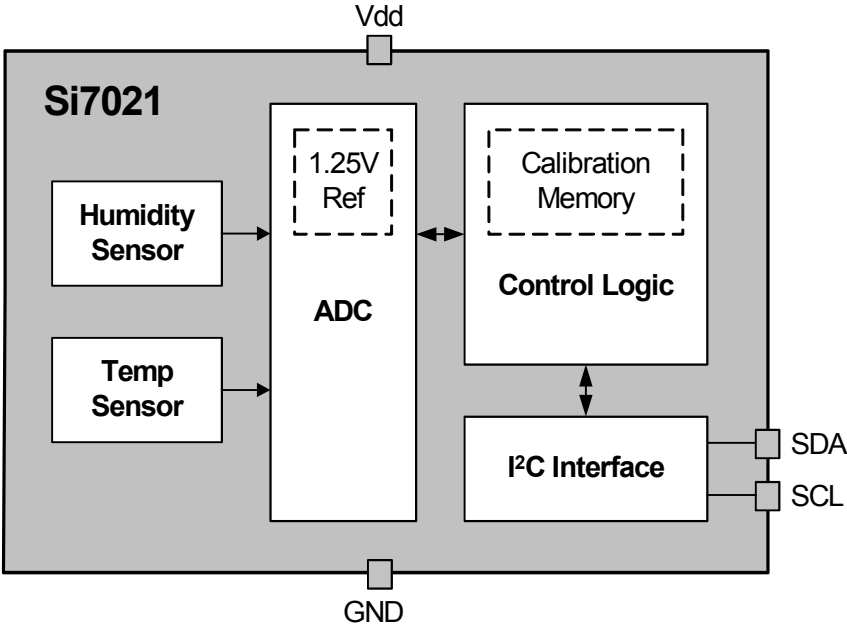 Vdd
Si7021
1.25V
Ref
Calibration
Memory
Humidity
Sensor
Control Logic
ADC
Temp
Sensor
I²C Interface
SDA
SCL
GND